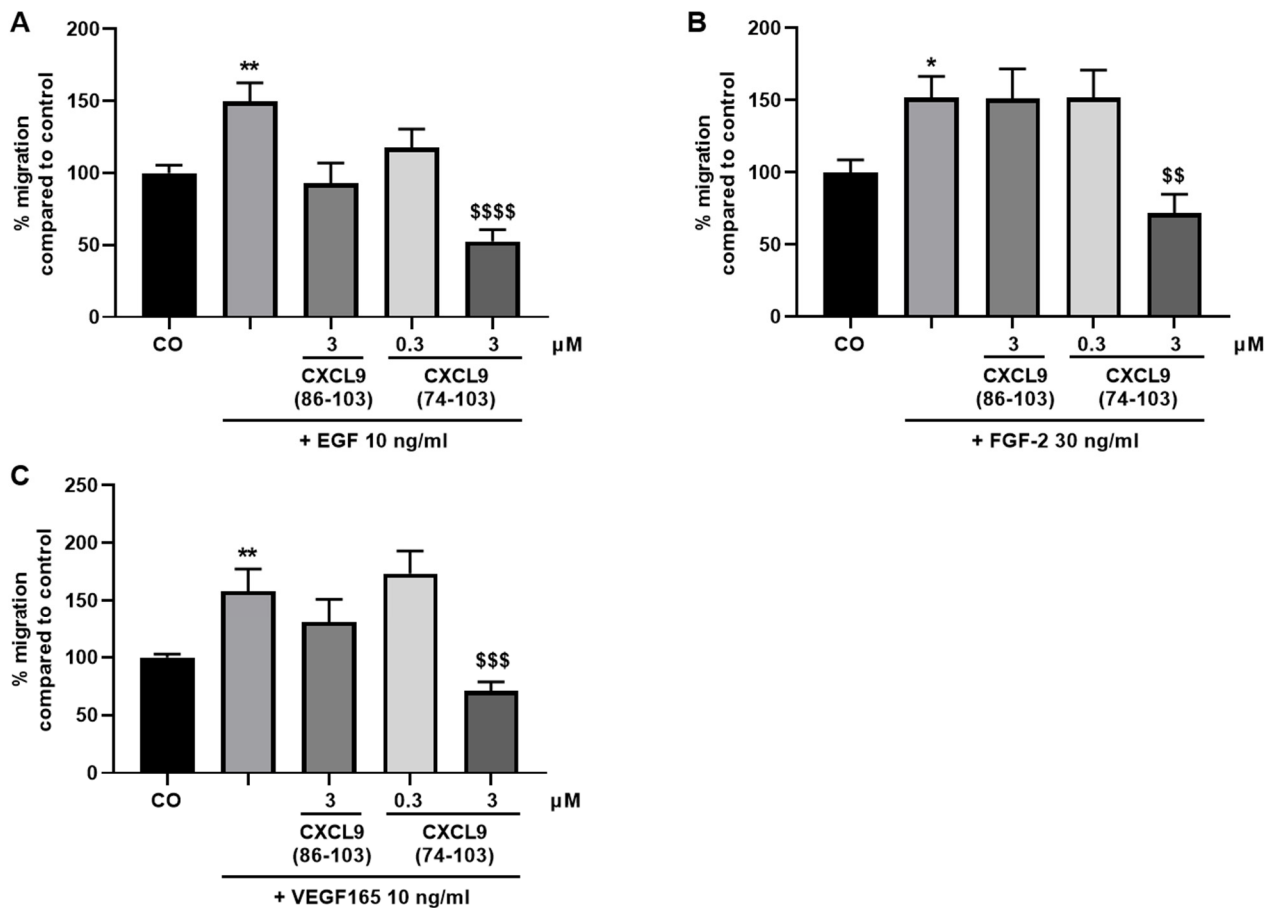 A
% migration
compared to control
200
150
100
50
0
**
$$$$
CO
3
0.3
3
µM
CXCL9
(86-103)
CXCL9
(74-103)
+ EGF 10 ng/ml
B
% migration
compared to control
200
150
100
50
0
*
$$
CO
3
0.3
3
µM
CXCL9
(86-103)
CXCL9
(74-103)
+ FGF-2 30 ng/ml
C
% migration
compared to control
250
200
150
100
50
0
**
$$$
CO
3
0.3
3
µM
CXCL9
(86-103)
CXCL9
(74-103)
+ VEGF165 10 ng/ml